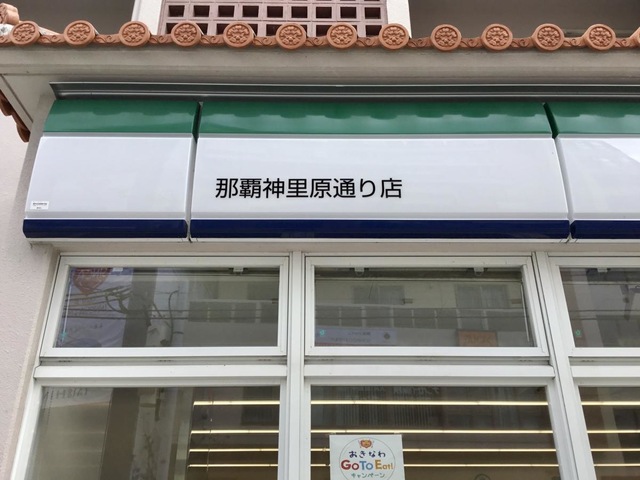 那覇神里原通り店
おきなわ
GoTo Eat!
キャンペーン